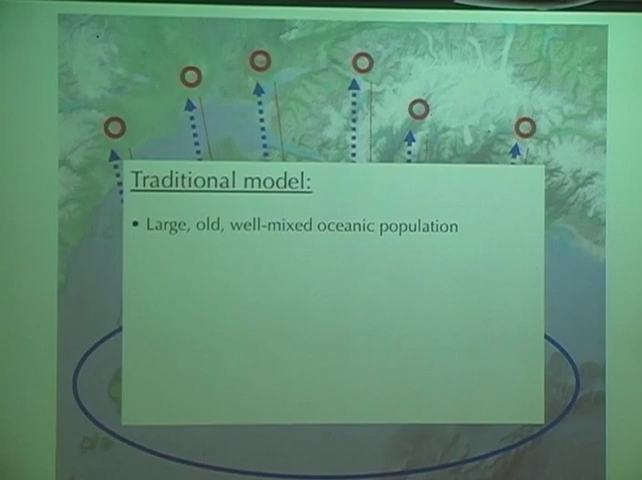 Traditional model:
• Large, old, well-mixed oceanic population